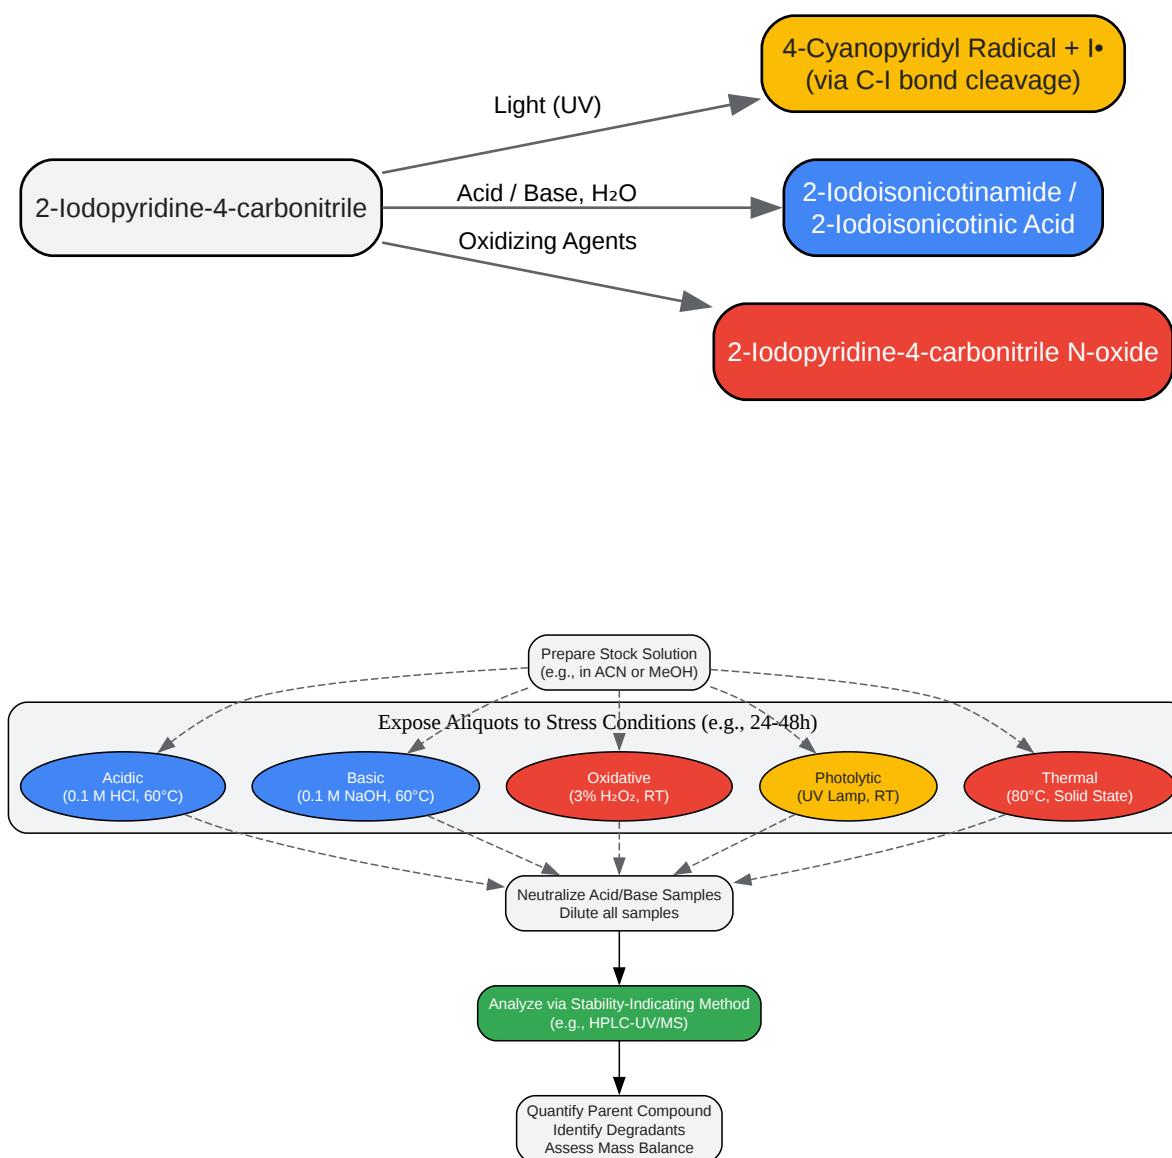 4-Cyanopyridyl Radical + I•
(via C-I bond cleavage)
Light (UV)
2-Iodopyridine-4-carbonitrile
Acid / Base, H₂O
2-Iodoisonicotinamide /
2-Iodoisonicotinic Acid
Oxidizing Agents
2-Iodopyridine-4-carbonitrile N-oxide
Prepare Stock Solution
(e.g., in ACN or MeOH)
Expose Aliquots to Stress Conditions (e.g., 24-48h)
Acidic
(0.1 M HCl, 60°C)
Basic
(0.1 M NaOH, 60°C)
Oxidative
(3% H₂O₂, RT)
Photolytic
(UV Lamp, RT)
Thermal
(80°C, Solid State)
Neutralize Acid/Base Samples
Dilute all samples
Analyze via Stability-Indicating Method
(e.g., HPLC-UV/MS)
Quantify Parent Compound
Identify Degradants
Assess Mass Balance